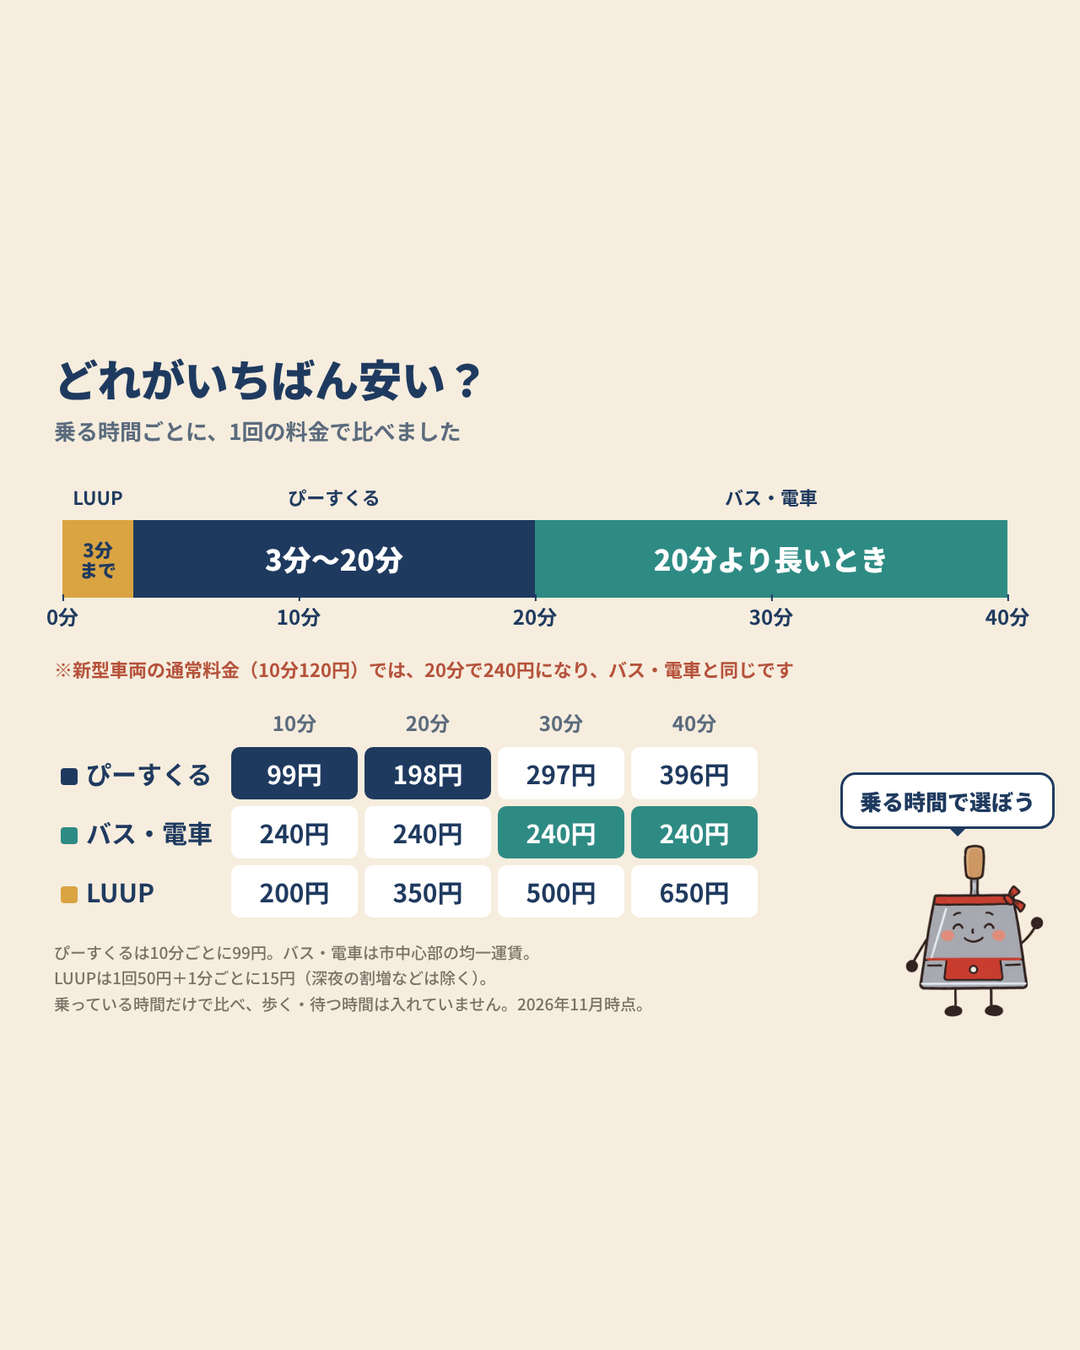 どれがいちばん安い？
乗る時間ごとに、1回の料金で比べました
LUUP ぴーすくる バス・電車
3分
まで
3分〜20分
20分より長いとき
0分 10分 20分 30分 40分
※新型車両の通常料金（10分120円）では、20分で240円になり、バス・電車と同じです
10分 20分 30分 40分
ぴーすくる 99円 198円 297円 396円
バス・電車 240円 240円 240円 240円
LUUP 200円 350円 500円 650円
乗る時間で選ぼう
ぴーすくるは10分ごとに99円。バス・電車は市中心部の均一運賃。
LUUPは1回50円＋1分ごとに15円（深夜の割増などは除く）。
乗っている時間だけで比べ、歩く・待つ時間は入れていません。2026年11月時点。